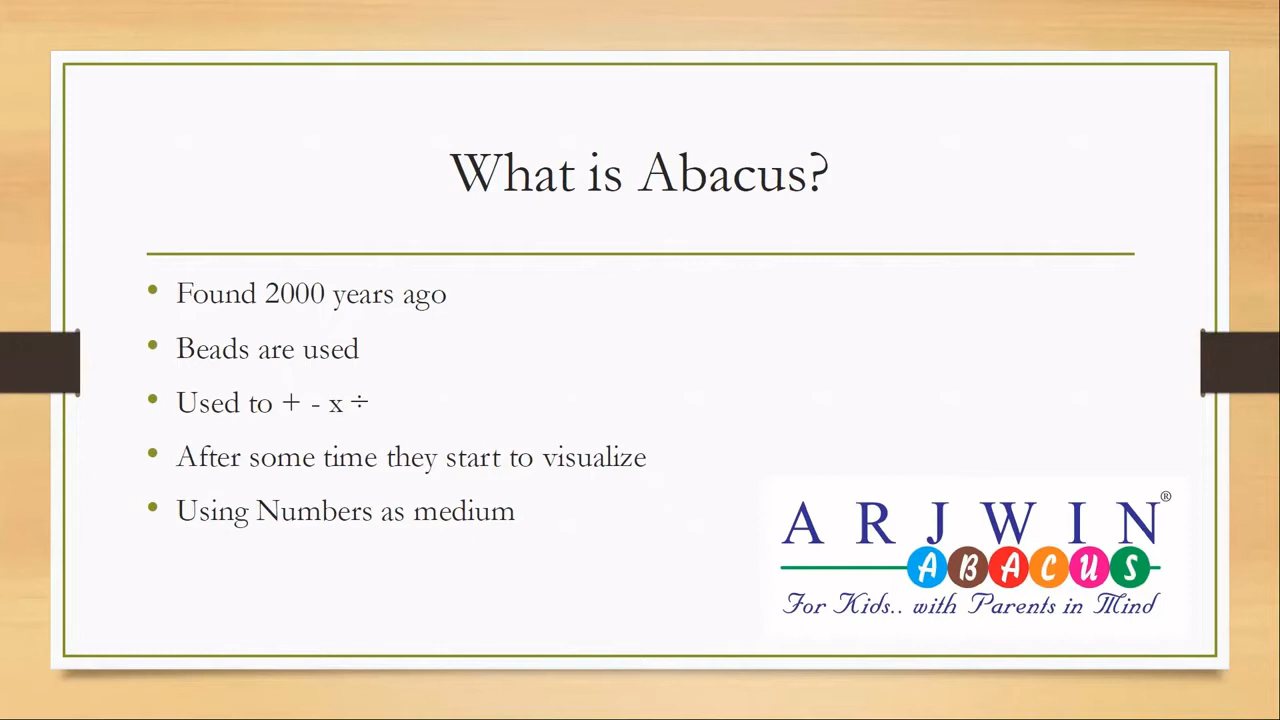 What is Abacus?
• Found 2000 years ago
• Beads are used
• Used to + - x ÷
• After some time they start to visualize
• Using Numbers as medium
ARJWIN®
ABACUS
For Kids.. with Parents in Mind